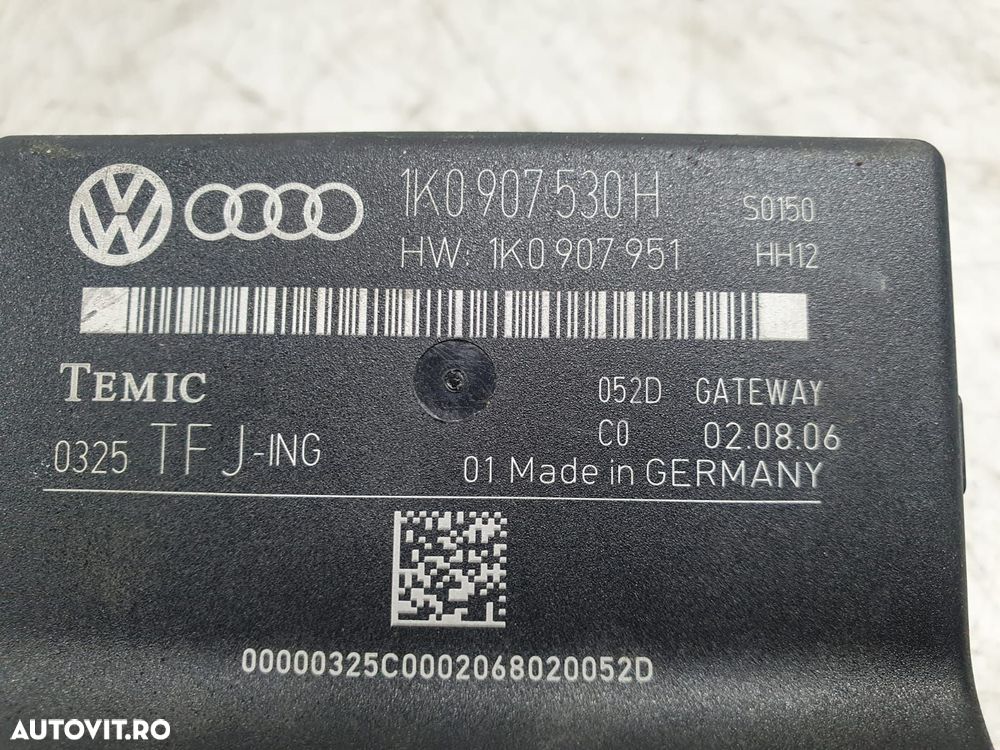 1K0 907 530 H S0150
HW: 1K0 907 951 HH12
TEMIC
052D GATEWAY
0325 TFJ-ING
C0 02.08.06
01 Made in GERMANY
00000325C0002068020052D
AUTOVIT.RO